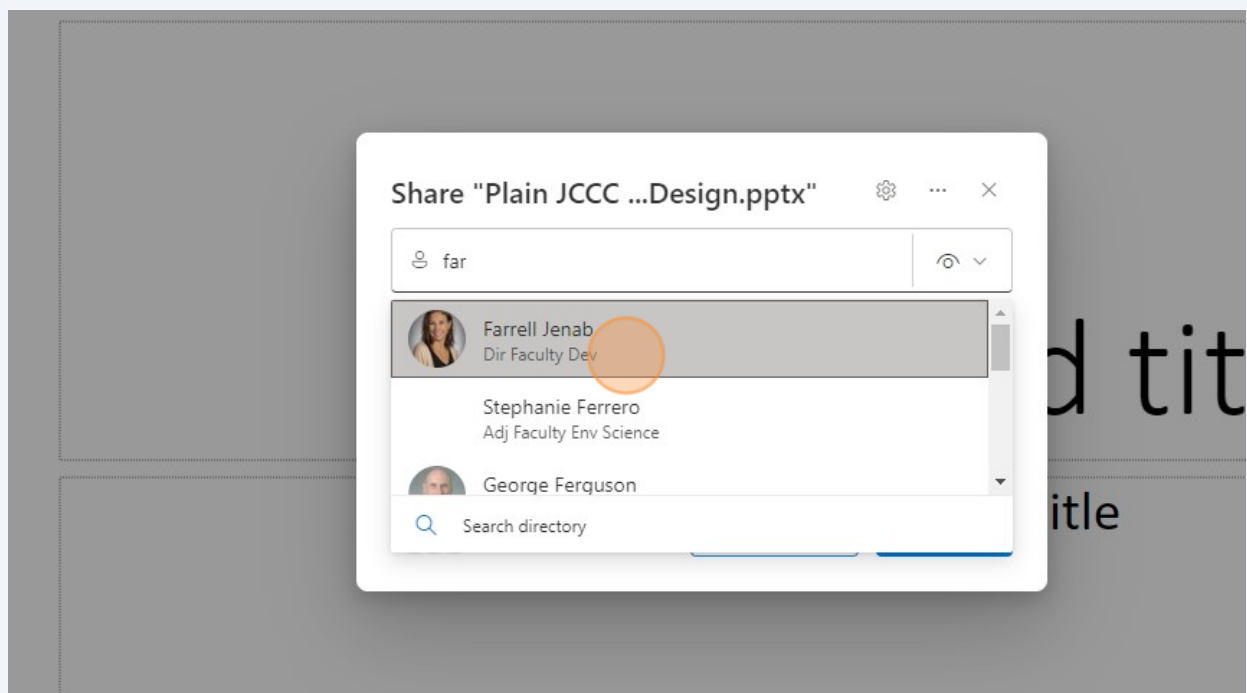 Share "Plain JCCC ...Design.pptx"
far
Farrell Jenab
Dir Faculty Dev
d tit
Stephanie Ferrero
Adj Faculty Env Science
George Ferguson
itle
Search directory